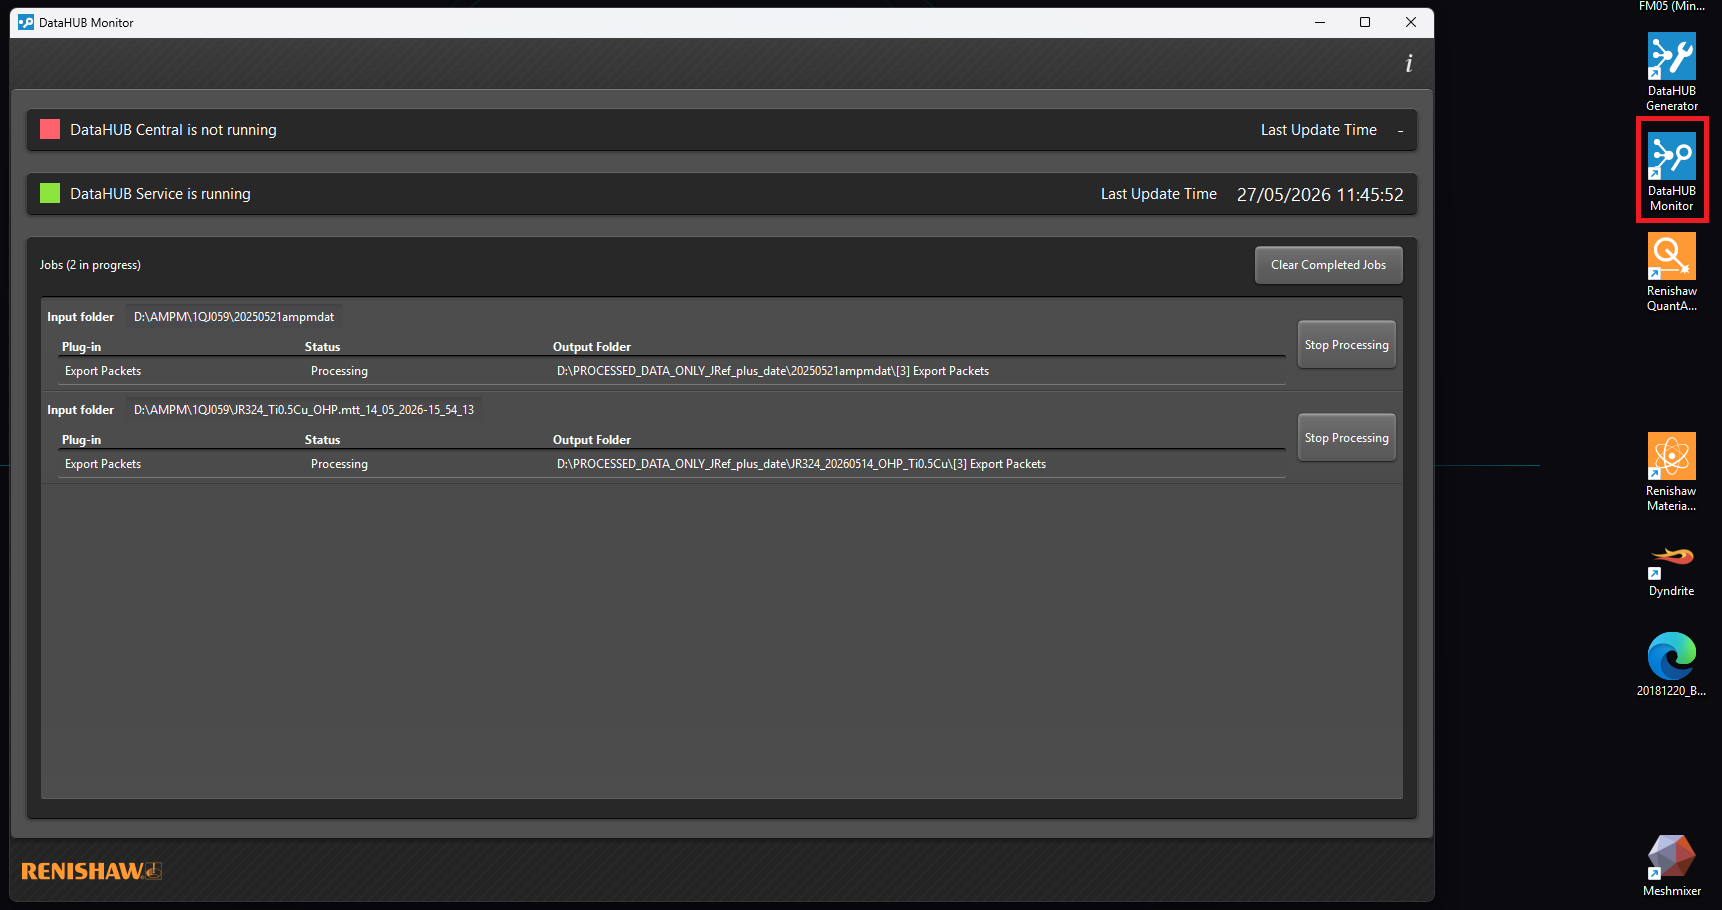 DataHUB Monitor
i
DataHUB Central is not running
Last Update Time -
DataHUB Service is running
Last Update Time 27/05/2026 11:45:52
Jobs (2 in progress)
Clear Completed Jobs
Input folder D:\AMPM\1QJ059\20250521ampmdat
Plug-in Status Output Folder
Export Packets Processing D:\PROCESSED_DATA_ONLY_JRef_plus_date\20250521ampmdat\[3] Export Packets
Stop Processing
Input folder D:\AMPM\1QJ059\JR324_Ti0.5Cu_OHP.mtt_14_05_2026-15_54_13
Plug-in Status Output Folder
Export Packets Processing D:\PROCESSED_DATA_ONLY_JRef_plus_date\JR324_20260514_OHP_Ti0.5Cu\[3] Export Packets
Stop Processing
RENISHAW
FM05 (Min...
DataHUB
Generator
DataHUB
Monitor
Renishaw
QuantA...
Renishaw
Materia...
Dyndrite
20181220_B...
Meshmixer